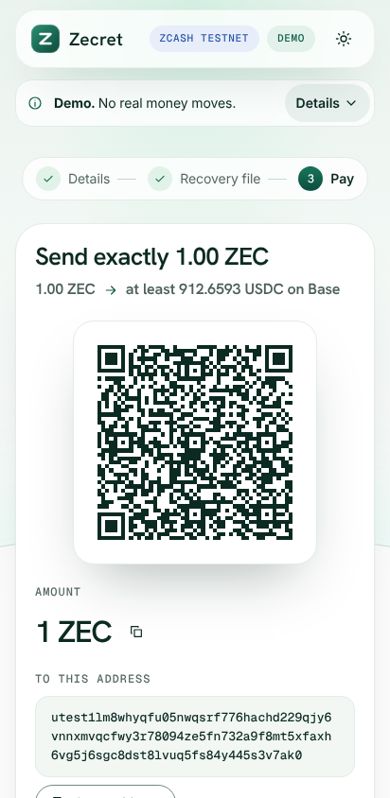 Zecret
ZCASH TESTNET
DEMO
Demo. No real money moves.
Details
Details
Recovery file
3 Pay
Send exactly 1.00 ZEC
1.00 ZEC → at least 912.6593 USDC on Base
AMOUNT
1 ZEC
TO THIS ADDRESS
utest1lm8whyqfu05nwqsrf776hachd229qjy6
vnnxmvqcfwy3r78094ze5fn732a9f8mt5xfaxh
6vg5j6sgc8dst8lvuq5fs84y445s3v7ak0